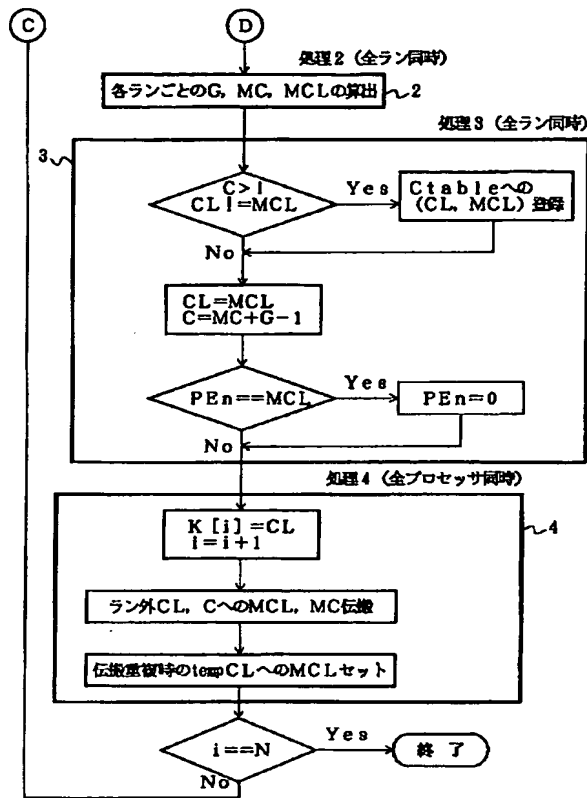 C
D
処理2(全ラン同時)
各ランごとのG, MC, MCLの算出
2
処理3(全ラン同時)
3
C>1
CL!=MCL
Yes
Ctableへの
(CL, MCL)登録
No
CL=MCL
C=MC+G-1
PEn==MCL
Yes
PEn=0
No
処理4(全プロセッサ同時)
4
K[i]=CL
i=i+1
ラン外CL, CへのMCL, MC伝搬
伝搬重複時のtempCLへのMCLセット
i==N
Yes
終了
No